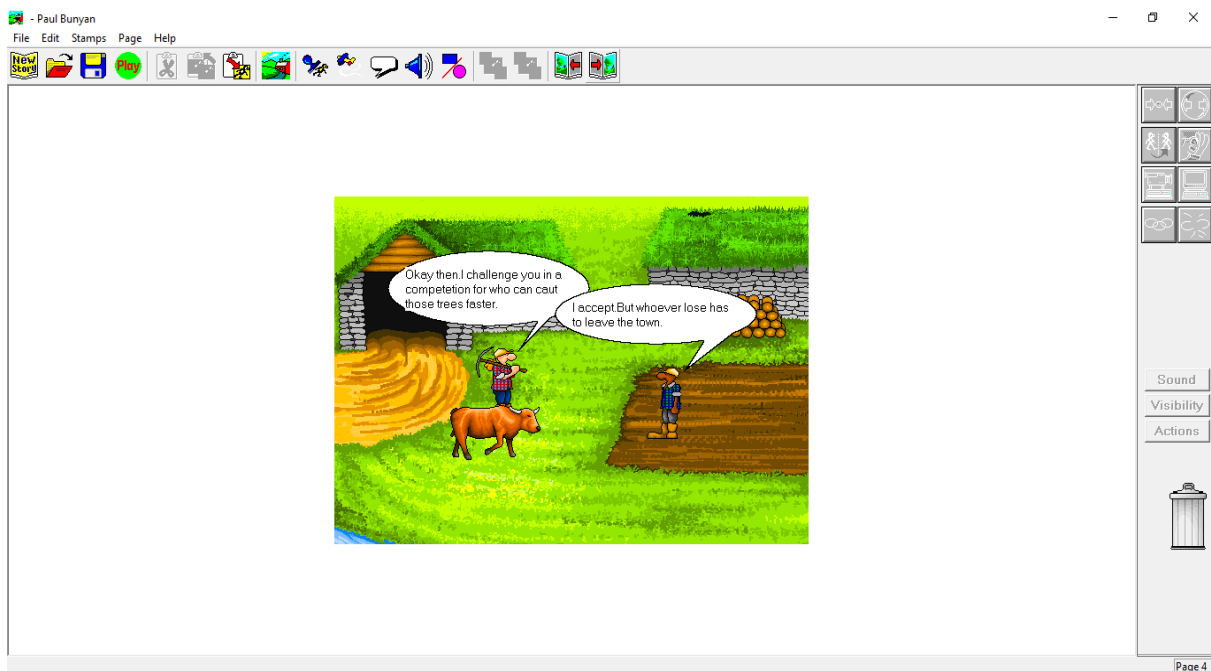 - Paul Bunyan
File Edit Stamps Page Help
New Story Play
Okay then.I challenge you in a
competetion for who can caut
those trees faster.
I accept.But whoever lose has
to leave the town.
Sound
Visibility
Actions
Page 4